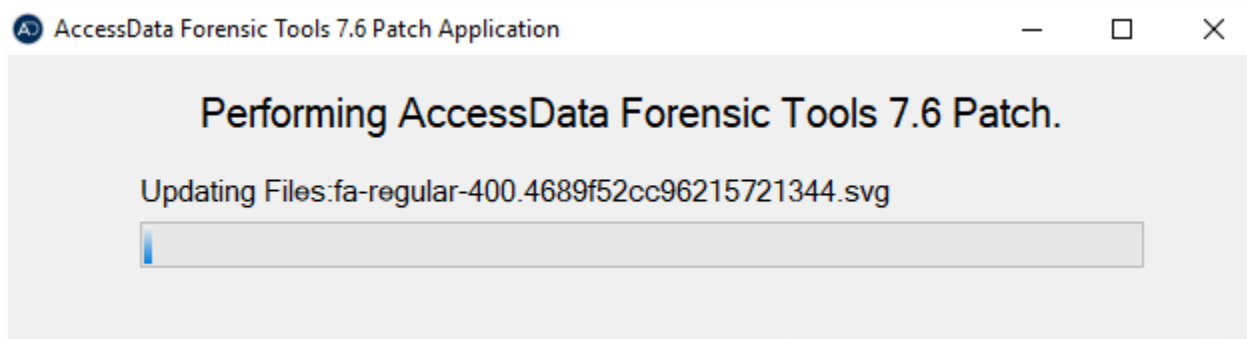 AccessData Forensic Tools 7.6 Patch Application
Performing AccessData Forensic Tools 7.6 Patch.
Updating Files:fa-regular-400.4689f52cc96215721344.svg